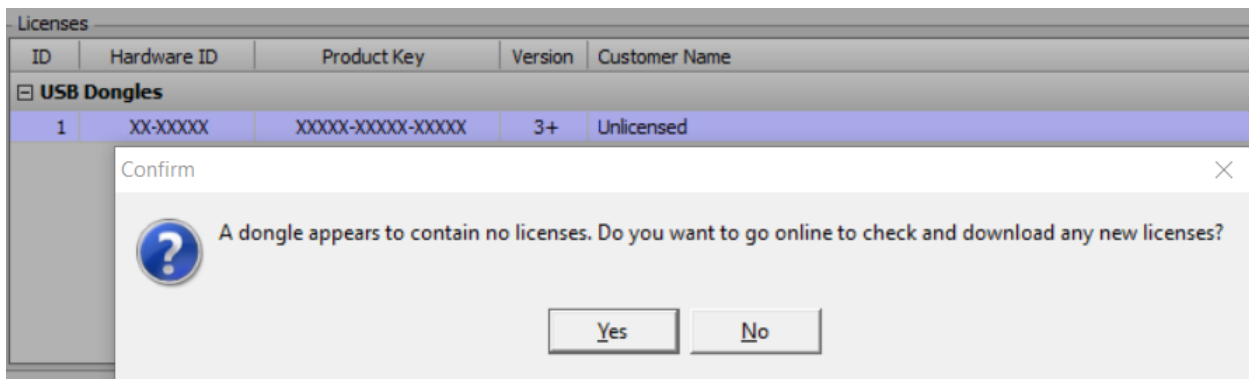 Licenses
ID Hardware ID Product Key Version Customer Name
USB Dongles
1 XX-XXXXX XXXXX-XXXXX-XXXXX 3+ Unlicensed
Confirm
A dongle appears to contain no licenses. Do you want to go online to check and download any new licenses?
Yes No